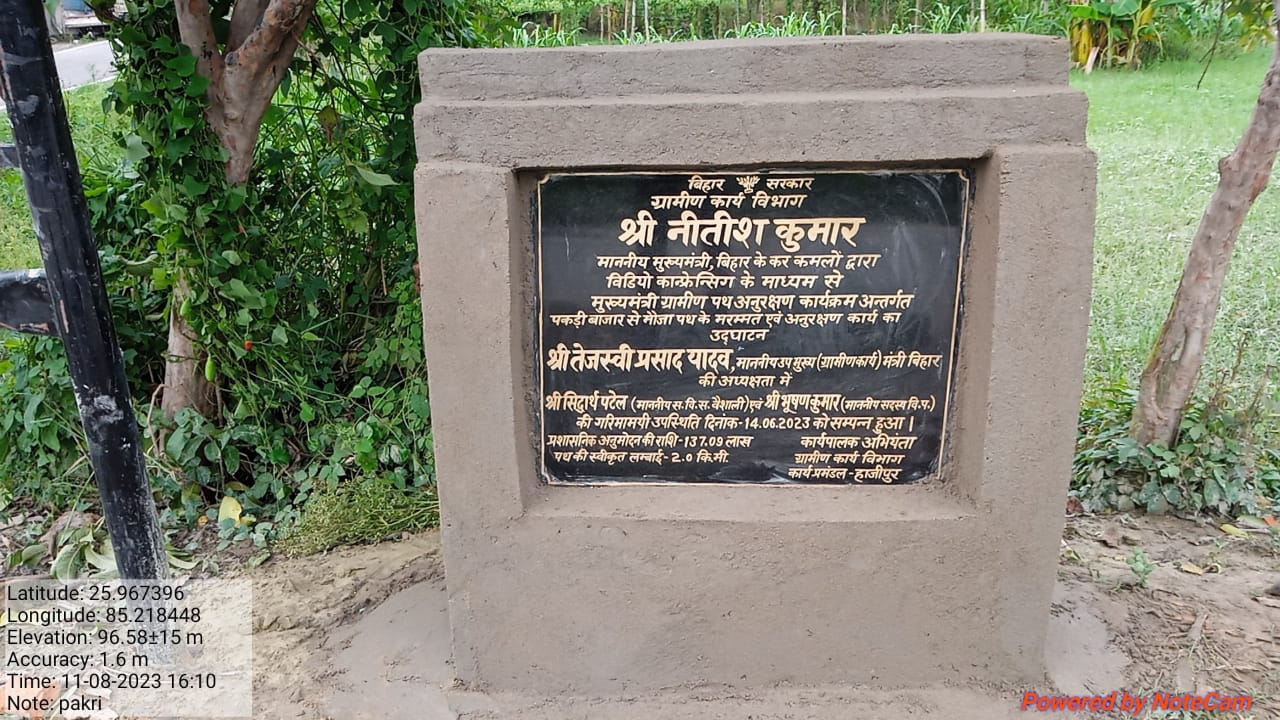 बिहार सरकार
ग्रामीण कार्य विभाग
श्री नीतीश कुमार
माननीय मुख्यमंत्री, बिहार के कर कमलों द्वारा
विडियो कान्फ्रेन्सिग के माध्यम से
मुख्यमंत्री ग्रामीण पथ अनुरक्षण कार्यक्रम अन्तर्गत
पकड़ी बाजार से मौजा पथ के मरम्मत एवं अनुरक्षण कार्य का
उद्घाटन
श्री तेजस्वी प्रसाद यादव, माननीय उप मुख्य (ग्रामीण कार्य) मंत्री बिहार
की अध्यक्षता में
श्री सिद्धार्थ पटेल (माननीय स.वि.स. वैशाली) एवं श्री भूषण कुमार (माननीय सदस्य वि.प.)
की गरिमामयी उपस्थिति दिनांक-14.06.2023 को सम्पन्न हुआ।
प्रशासनिक अनुमोदन की राशि-137.09 लाख कार्यपालक अभियंता
पथ की स्वीकृत लम्बाई-2.0 कि.मी. ग्रामीण कार्य विभाग
कार्य प्रमंडल-हाजीपुर
Latitude: 25.967396
Longitude: 85.218448
Elevation: 96.58±15 m
Accuracy: 1.6 m
Time: 11-08-2023 16:10
Note: pakri
Powered by NoteCam